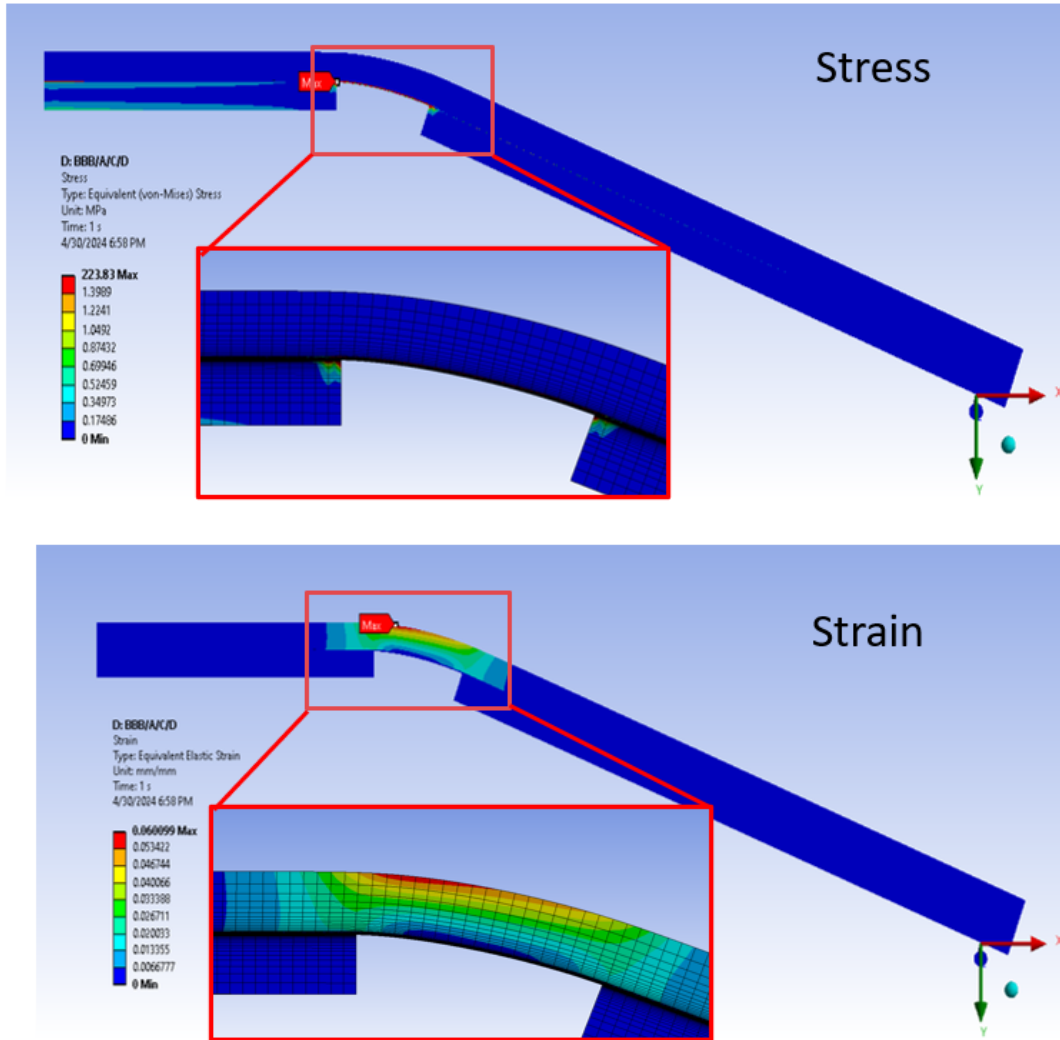 Stress
Max
D: BBB/A/C/D
Stress
Type: Equivalent (von-Mises) Stress
Unit: MPa
Time: 1 s
4/30/2024 6:58 PM
223.83 Max
1.3989
1.2241
1.0492
0.87432
0.69946
0.52459
0.34973
0.17486
0 Min
X
Y
Strain
Max
D: BBB/A/C/D
Strain
Type: Equivalent Elastic Strain
Unit: mm/mm
Time: 1 s
4/30/2024 6:58 PM
0.060099 Max
0.053422
0.046744
0.040066
0.033388
0.026711
0.020033
0.013355
0.0066777
0 Min
X
Y